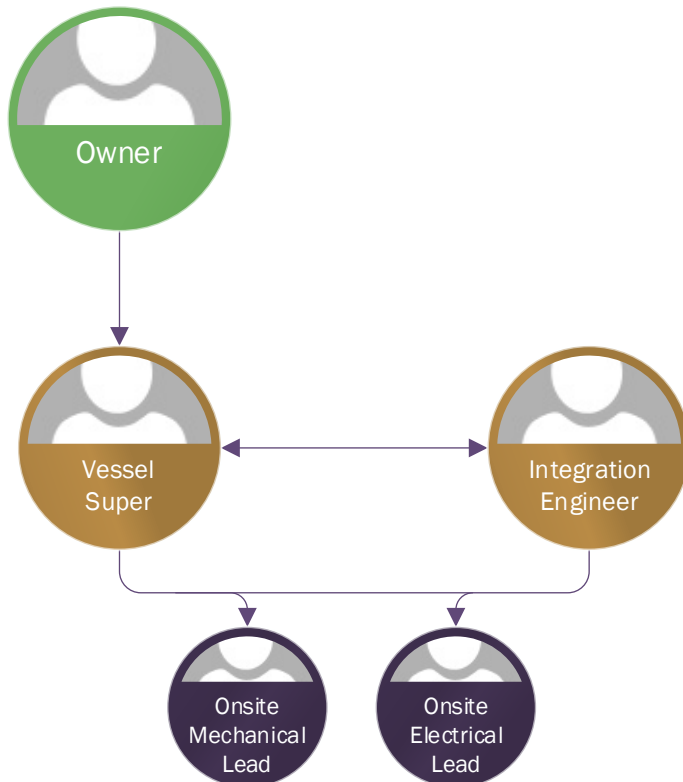 Owner
Vessel
Super
Integration
Engineer
Onsite
Mechanical
Lead
Onsite
Electrical
Lead